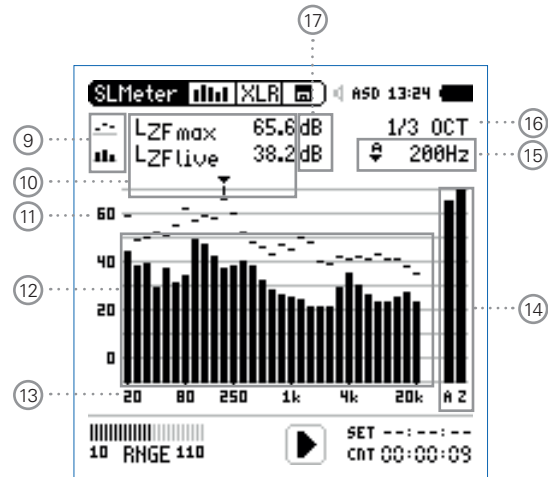 17
SLMeter XLR ASD 13:24
16
9
LZFmax 65.6 dB 1/3 OCT
LZFlive 38.2 dB 200Hz
15
10
11
60
40
12
20
14
0
13
20 80 250 1k 4k 20k A Z
SET --:--:--
10 RNGE 110
CNT 00:00:09